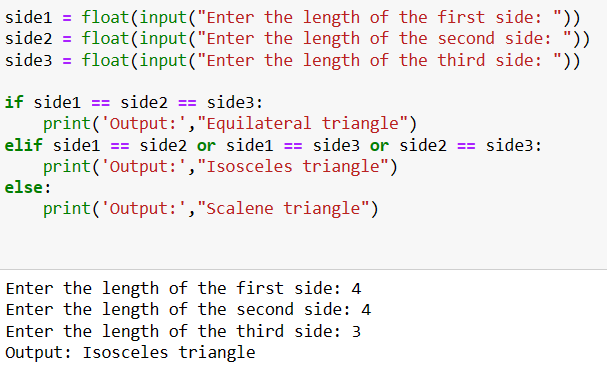 side1 = float(input("Enter the length of the first side: "))
side2 = float(input("Enter the length of the second side: "))
side3 = float(input("Enter the length of the third side: "))
if side1 == side2 == side3:
    print('Output:',"Equilateral triangle")
elif side1 == side2 or side1 == side3 or side2 == side3:
    print('Output:',"Isosceles triangle")
else:
    print('Output:',"Scalene triangle")
Enter the length of the first side: 4
Enter the length of the second side: 4
Enter the length of the third side: 3
Output: Isosceles triangle